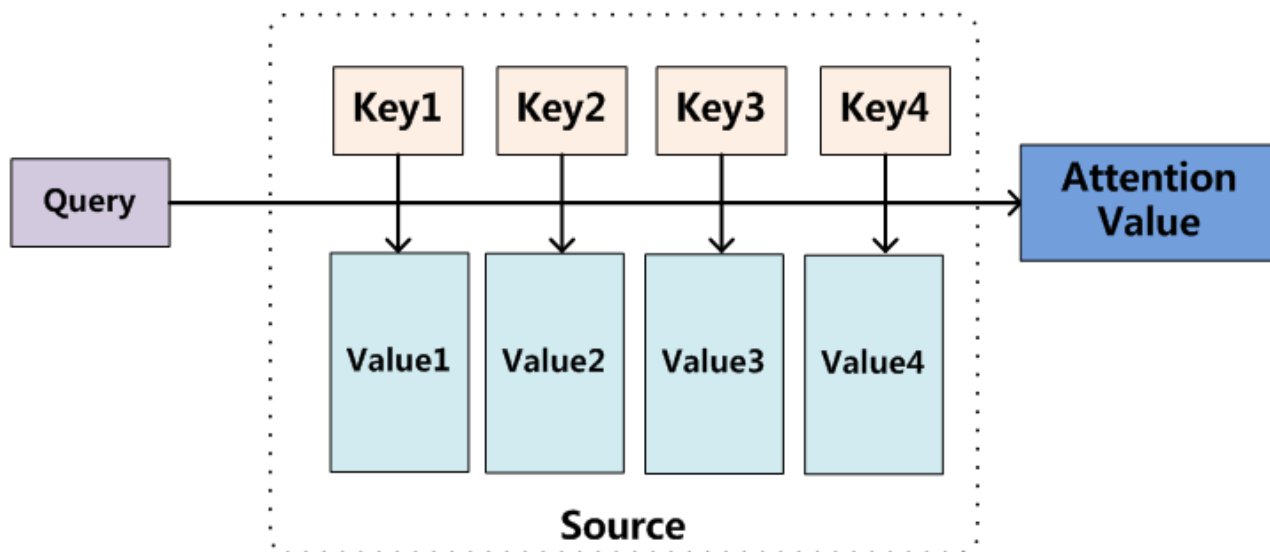 Key1
Key2
Key3
Key4
Query
Attention
Value
Value1
Value2
Value3
Value4
Source